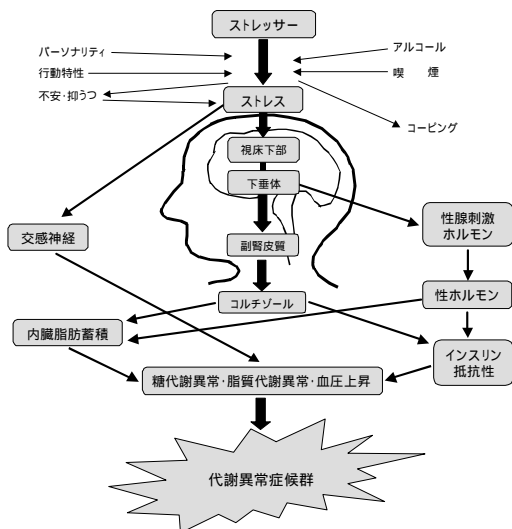 ストレッサー
パーソナリティ
アルコール
行動特性
喫　煙
不安・抑うつ
ストレス
コーピング
視床下部
下垂体
性腺刺激
ホルモン
交感神経
副腎皮質
コルチゾール
性ホルモン
内臓脂肪蓄積
インスリン
抵抗性
糖代謝異常・脂質代謝異常・血圧上昇
代謝異常症候群